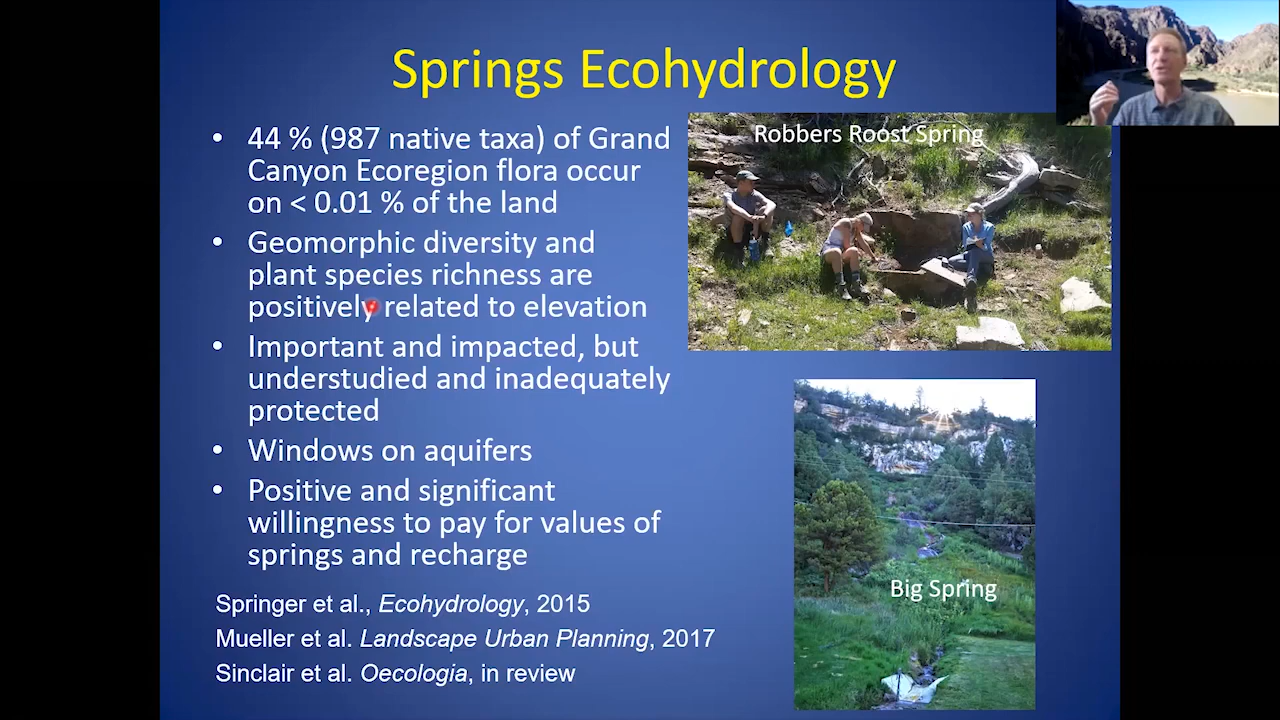 Springs Ecohydrology
• 44 % (987 native taxa) of Grand
Canyon Ecoregion flora occur
on < 0.01 % of the land
• Geomorphic diversity and
plant species richness are
positively related to elevation
• Important and impacted, but
understudied and inadequately
protected
• Windows on aquifers
• Positive and significant
willingness to pay for values of
springs and recharge
Springer et al., Ecohydrology, 2015
Mueller et al. Landscape Urban Planning, 2017
Sinclair et al. Oecologia, in review
Robbers Roost Spring
Big Spring